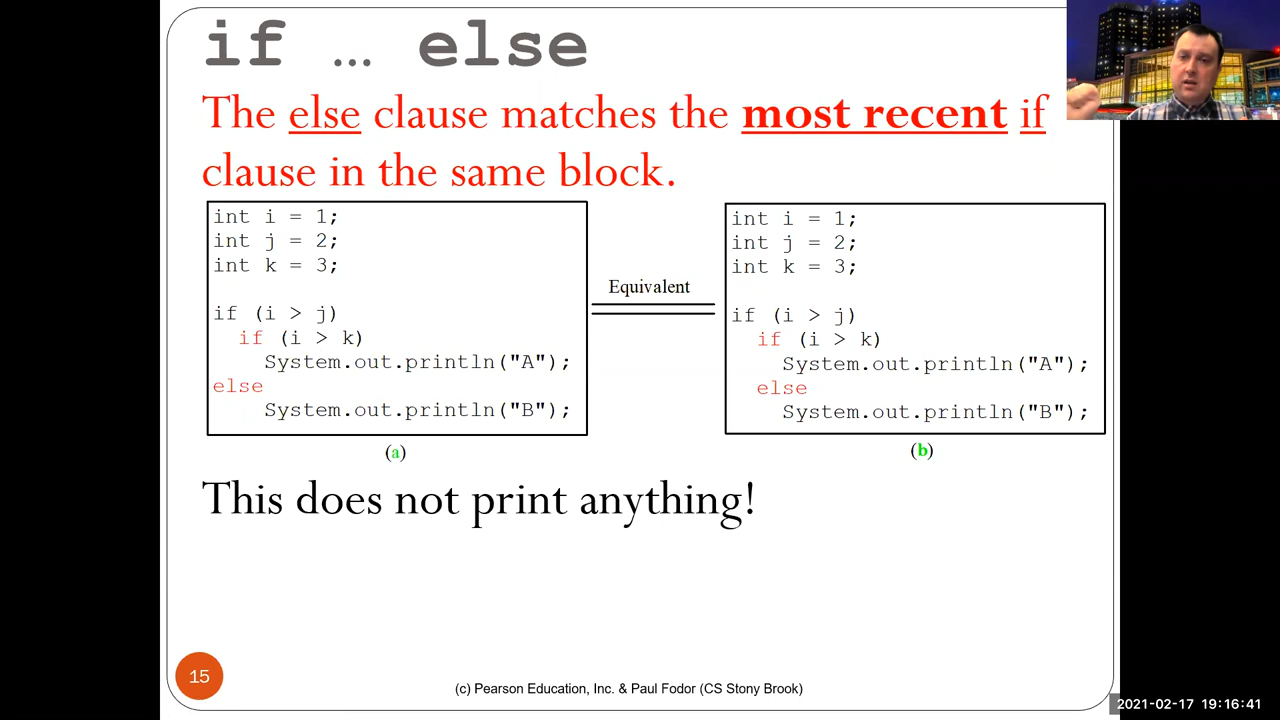 if … else
The else clause matches the most recent if
clause in the same block.
int i = 1;
int j = 2;
int k = 3;
if (i > j)
if (i > k)
System.out.println("A");
else
System.out.println("B");
(a)
Equivalent
int i = 1;
int j = 2;
int k = 3;
if (i > j)
if (i > k)
System.out.println("A");
else
System.out.println("B");
(b)
This does not print anything!
15
(c) Pearson Education, Inc. & Paul Fodor (CS Stony Brook)
2021-02-17 19:16:41